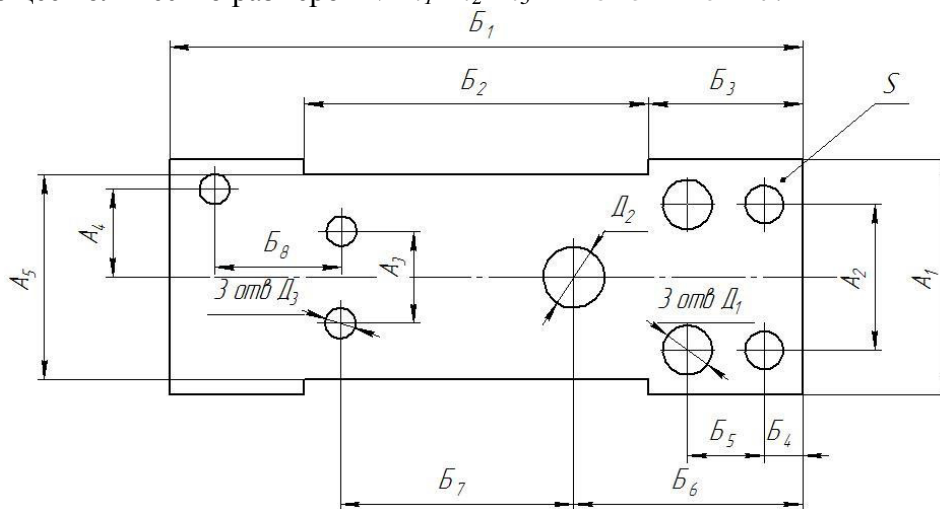 Б₁
Б₂
Б₃
S
А₄
А₅
Б₈
А₃
Д₂
А₂
А₁
3 отв Д₃
3 отв Д₁
Б₅
Б₄
Б₇
Б₆